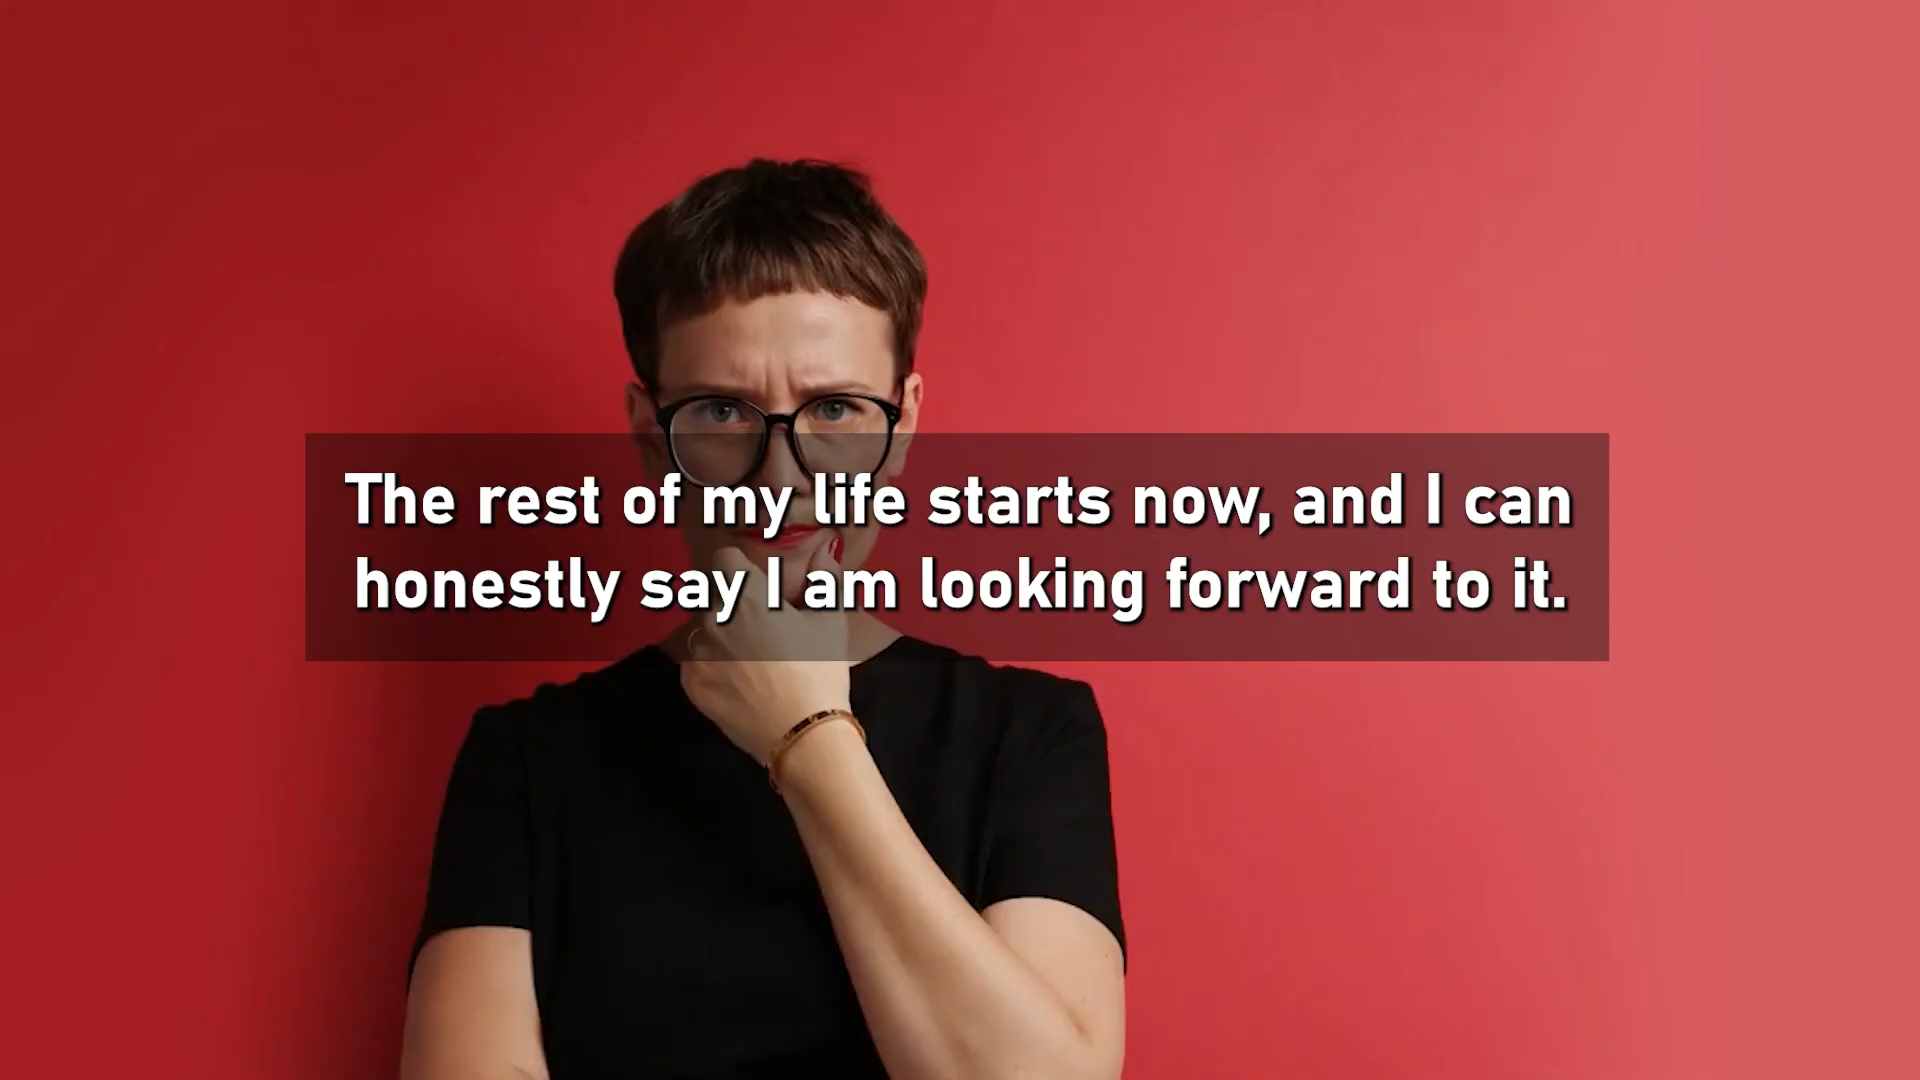 The rest of my life starts now, and I can
honestly say I am looking forward to it.